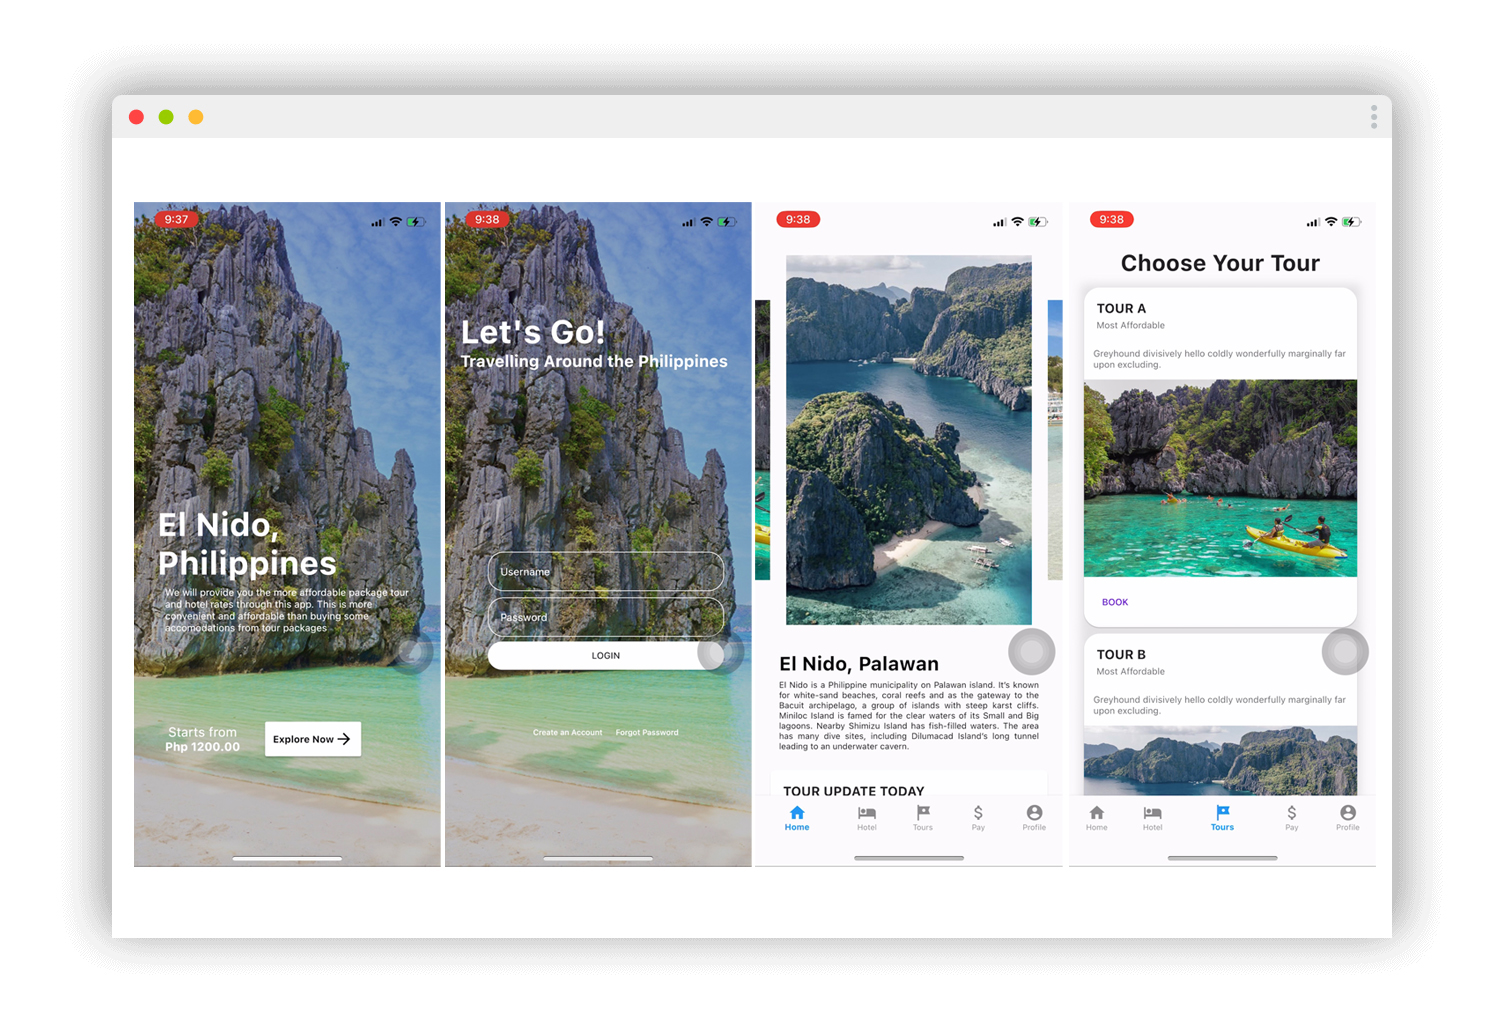 9:37
El Nido,
Philippines
We will provide you the more affordable package tour
and hotel rates through this app. This is more
convenient and affordable than buying some
accomodations from tour packages
Starts from
Php 1200.00
Explore Now
9:38
Let's Go!
Travelling Around the Philippines
Username
Password
LOGIN
Create an Account
Forgot Password
9:38
El Nido, Palawan
El Nido is a Philippine municipality on Palawan island. It's known
for white-sand beaches, coral reefs and as the gateway to the
Bacuit archipelago, a group of islands with steep karst cliffs.
Miniloc Island is famed for the clear waters of its Small and Big
lagoons. Nearby Shimizu Island has fish-filled waters. The area
has many dive sites, including Dilumacad Island's long tunnel
leading to an underwater cavern.
TOUR UPDATE TODAY
Home
Hotel
Tours
Pay
Profile
9:38
Choose Your Tour
TOUR A
Most Affordable
Greyhound divisively hello coldly wonderfully marginally far
upon excluding.
BOOK
TOUR B
Most Affordable
Greyhound divisively hello coldly wonderfully marginally far
upon excluding.
Home
Hotel
Tours
Pay
Profile